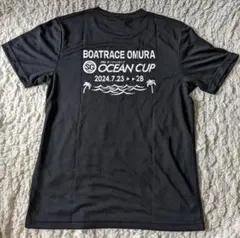 BOATRACE OMURA
SG OCEAN CUP
2024.7.23 ▸▸ 28